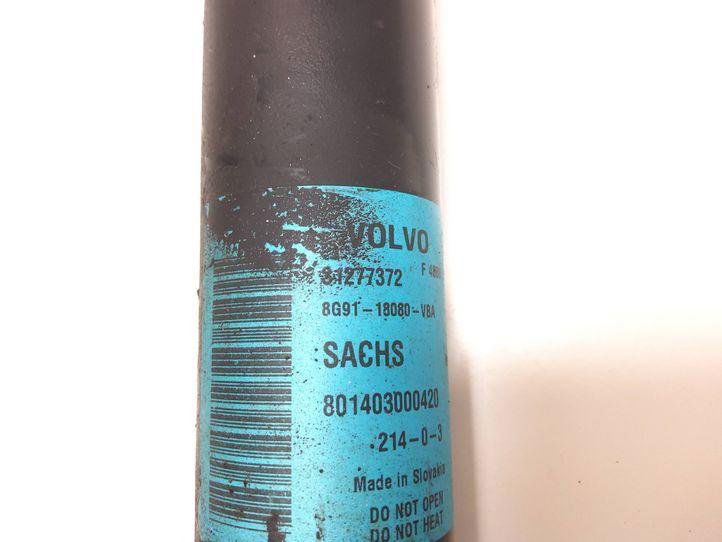 VOLVO
31277372
8G91-18080-VBA
SACHS
801403000420
214-0-3
Made in Slovakia
DO NOT OPEN
DO NOT HEAT